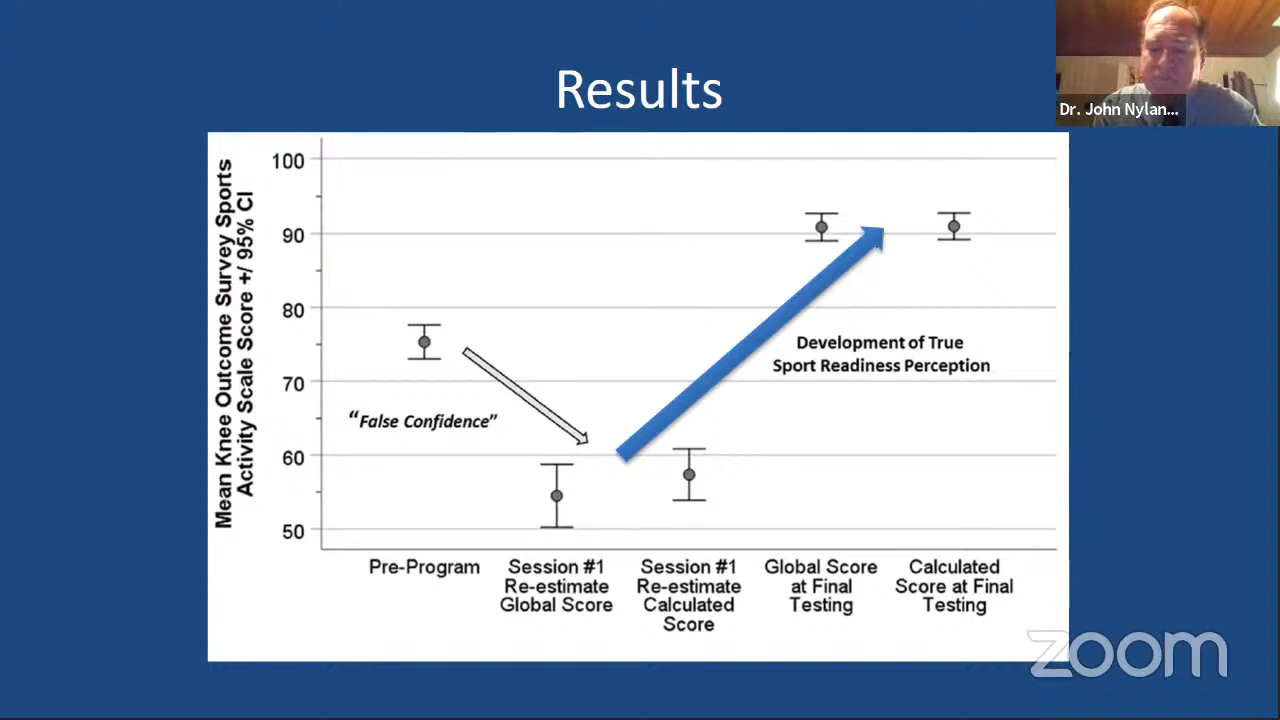 Results
Dr. John Nylan...
Mean Knee Outcome Survey Sports
Activity Scale Score +/ 95% CI
100
90
80
70
60
50
“False Confidence”
Development of True
Sport Readiness Perception
Pre-Program
Session #1
Re-estimate
Global Score
Session #1
Re-estimate
Calculated
Score
Global Score
at Final
Testing
Calculated
Score at Final
Testing
zoom